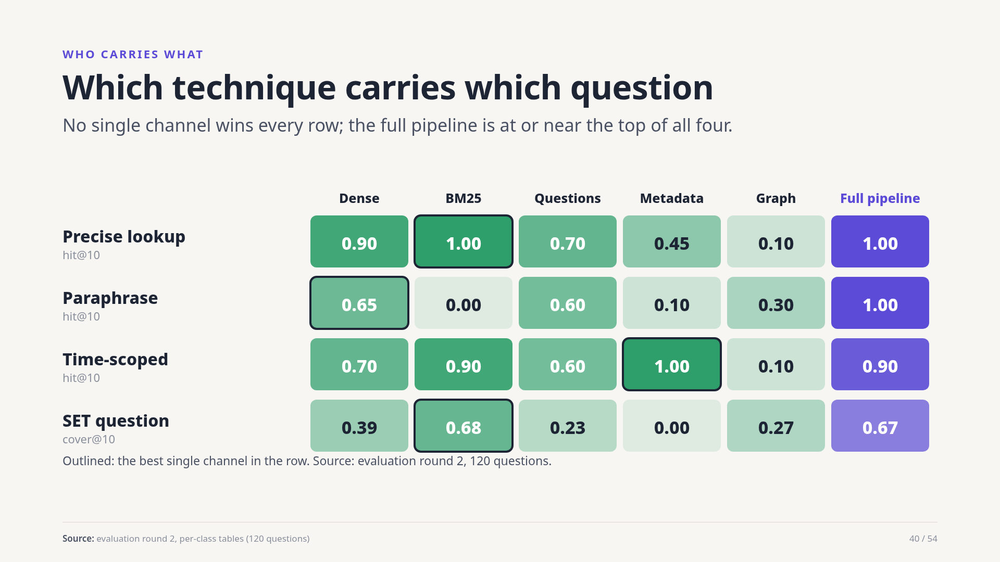 WHO CARRIES WHAT
Which technique carries which question
No single channel wins every row; the full pipeline is at or near the top of all four.
Dense BM25 Questions Metadata Graph Full pipeline
Precise lookup 0.90 1.00 0.70 0.45 0.10 1.00
hit@10
Paraphrase 0.65 0.00 0.60 0.10 0.30 1.00
hit@10
Time-scoped 0.70 0.90 0.60 1.00 0.10 0.90
hit@10
SET question 0.39 0.68 0.23 0.00 0.27 0.67
cover@10
Outlined: the best single channel in the row. Source: evaluation round 2, 120 questions.
Source: evaluation round 2, per-class tables (120 questions) 40 / 54